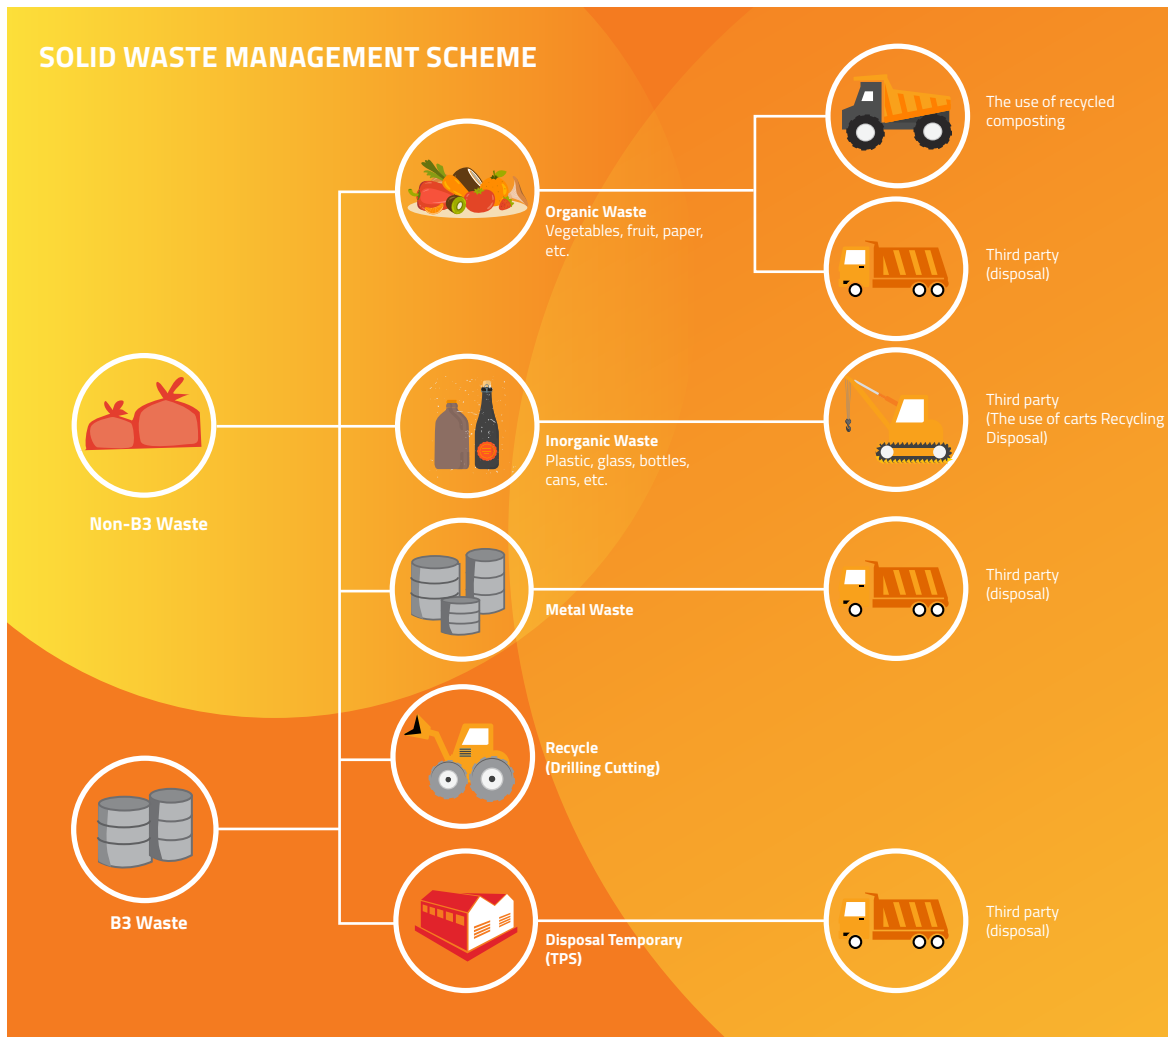 SOLID WASTE MANAGEMENT SCHEME
The use of recycled
composting
Organic Waste
Vegetables, fruit, paper,
etc.
Third party
(disposal)
Non-B3 Waste
Inorganic Waste
Plastic, glass, bottles,
cans, etc.
Third party
(The use of carts Recycling
Disposal)
Metal Waste
Third party
(disposal)
Recycle
(Drilling Cutting)
B3 Waste
Disposal Temporary
(TPS)
Third party
(disposal)